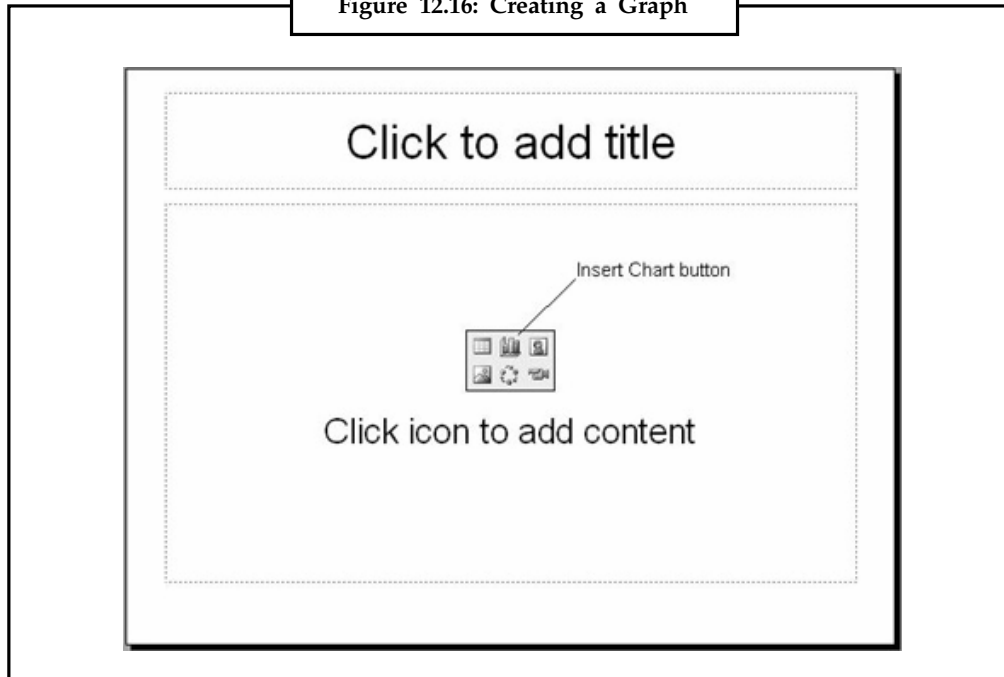 Figure 12.16: Creating a Graph
Click to add title
Insert Chart button
Click icon to add content